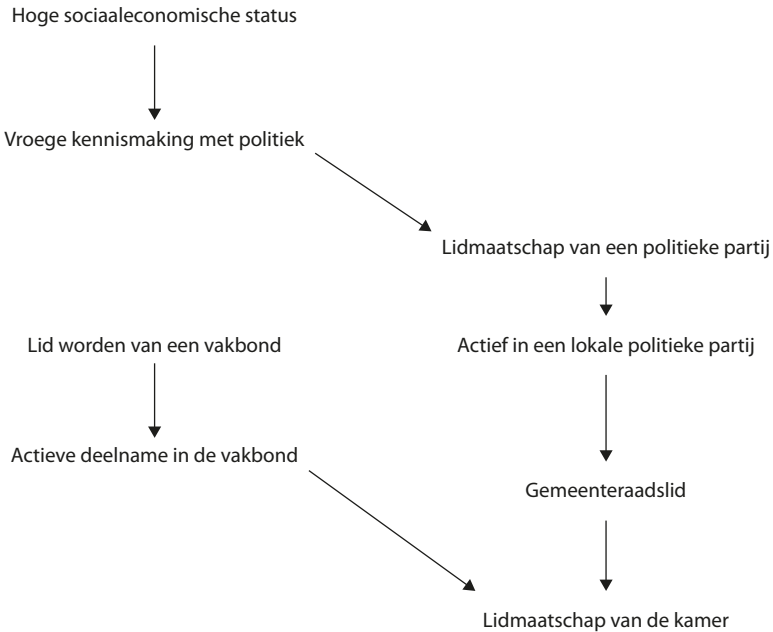 Hoge sociaaleconomische status
Vroege kennismaking met politiek
Lidmaatschap van een politieke partij
Lid worden van een vakbond
Actief in een lokale politieke partij
Actieve deelname in de vakbond
Gemeenteraadslid
Lidmaatschap van de kamer